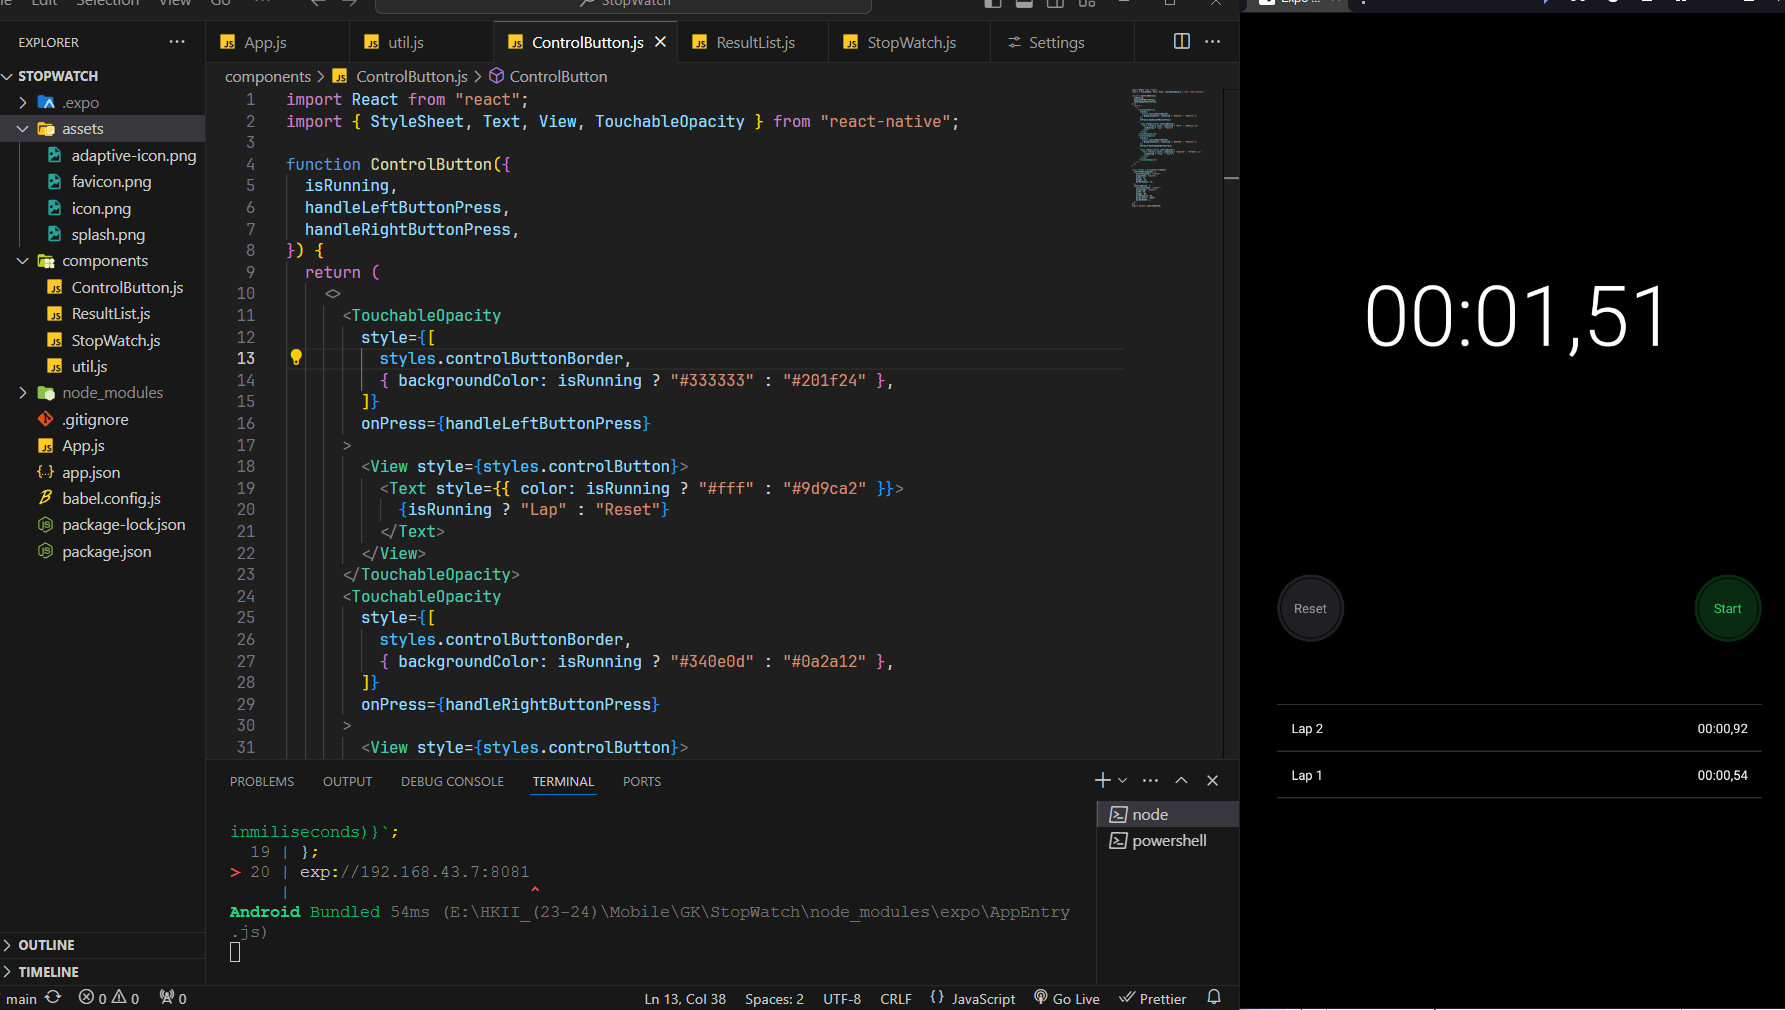 Edit Selection View Go ··· StopWatch
Expo ...
EXPLORER
App.js util.js ControlButton.js ResultList.js StopWatch.js Settings
STOPWATCH
.expo
assets
adaptive-icon.png
favicon.png
icon.png
splash.png
components
ControlButton.js
ResultList.js
StopWatch.js
util.js
node_modules
.gitignore
App.js
app.json
babel.config.js
package-lock.json
package.json
OUTLINE
TIMELINE
components > ControlButton.js > ControlButton
1 import React from "react";
2 import { StyleSheet, Text, View, TouchableOpacity } from "react-native";
3
4 function ControlButton({
5 isRunning,
6 handleLeftButtonPress,
7 handleRightButtonPress,
8 }) {
9 return (
10 <>
11 <TouchableOpacity
12 style={[
13 styles.controlButtonBorder,
14 { backgroundColor: isRunning ? "#333333" : "#201f24" },
15 ]}
16 onPress={handleLeftButtonPress}
17 >
18 <View style={styles.controlButton}>
19 <Text style={{ color: isRunning ? "#fff" : "#9d9ca2" }}>
20 {isRunning ? "Lap" : "Reset"}
21 </Text>
22 </View>
23 </TouchableOpacity>
24 <TouchableOpacity
25 style={[
26 styles.controlButtonBorder,
27 { backgroundColor: isRunning ? "#340e0d" : "#0a2a12" },
28 ]}
29 onPress={handleRightButtonPress}
30 >
31 <View style={styles.controlButton}>
PROBLEMS OUTPUT DEBUG CONSOLE TERMINAL PORTS
inmiliseconds)}`;
19 | };
> 20 | exp://192.168.43.7:8081
| ^
Android Bundled 54ms (E:\HKII_(23-24)\Mobile\GK\StopWatch\node_modules\expo\AppEntry
.js)
node
powershell
main 0 0 0 Ln 13, Col 38 Spaces: 2 UTF-8 CRLF {} JavaScript Go Live Prettier
00:01,51
Reset Start
Lap 2 00:00,92
Lap 1 00:00,54